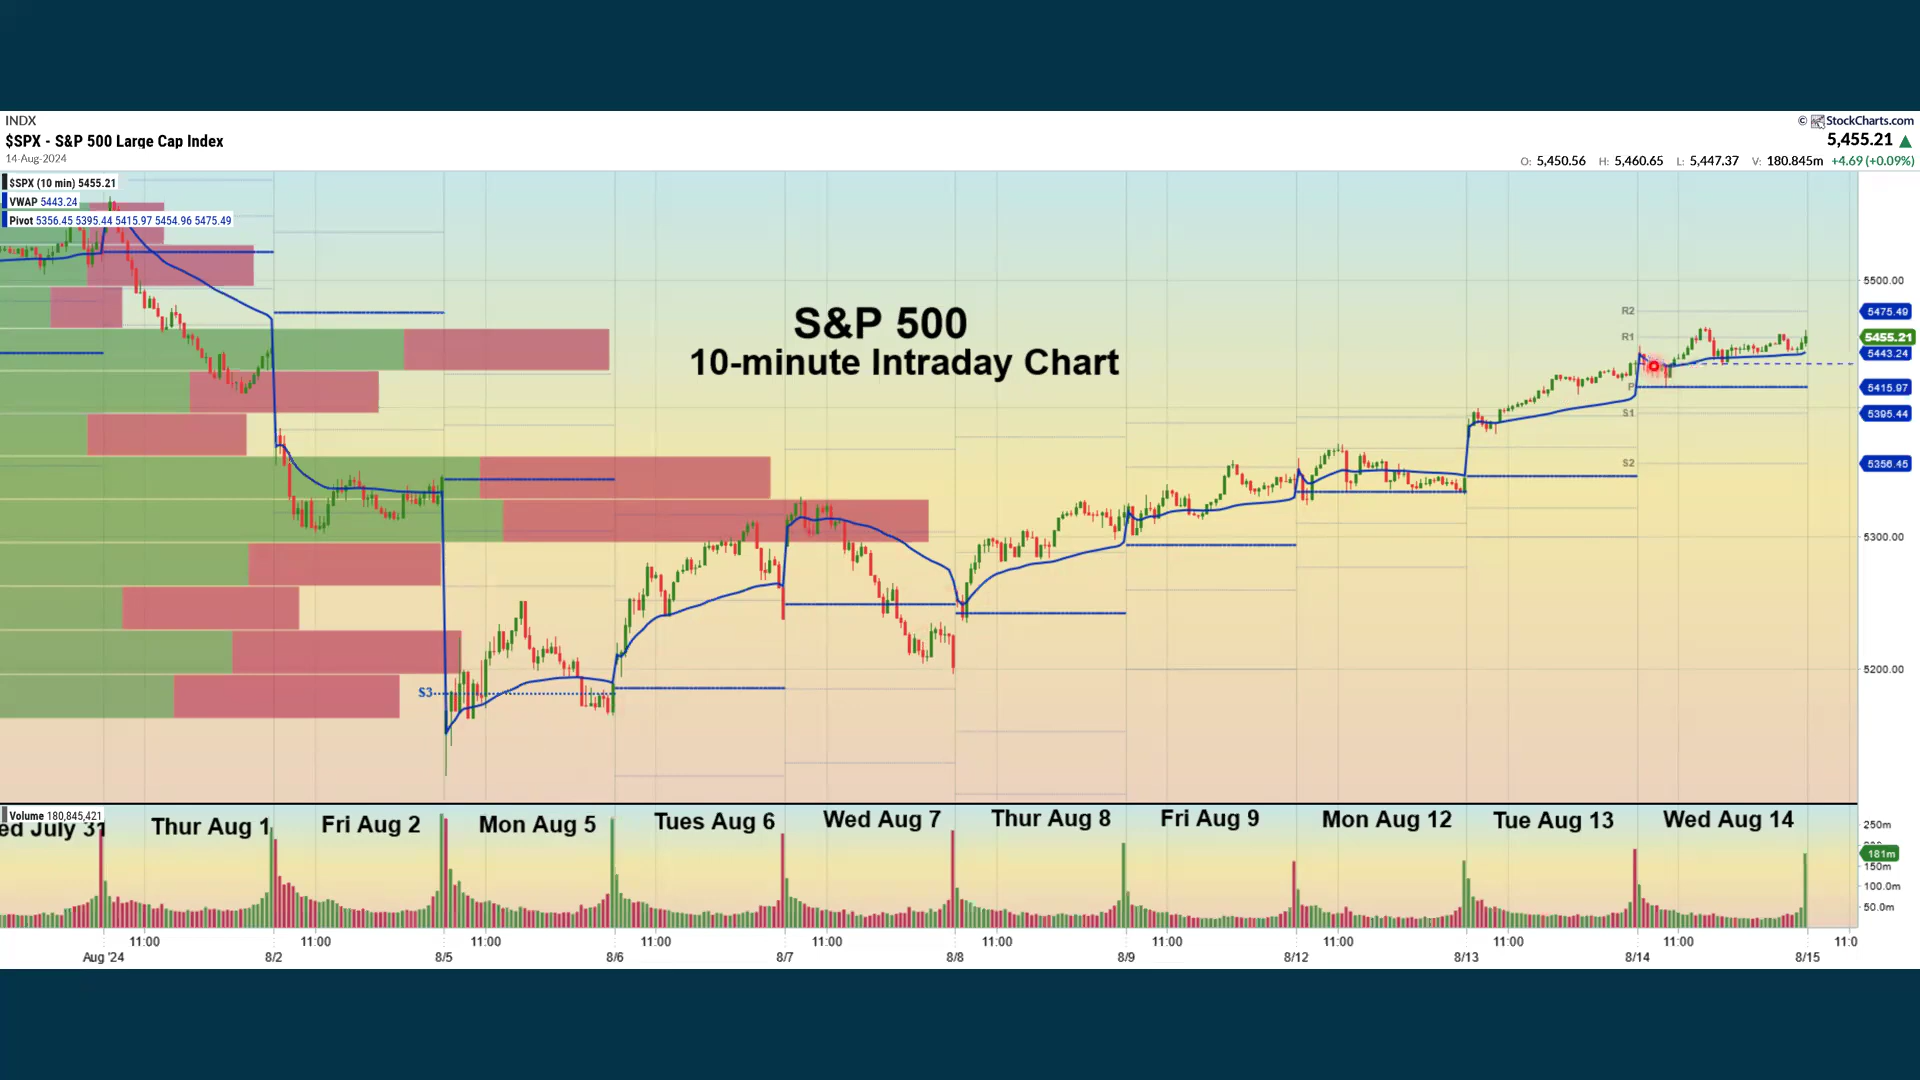 INDX
© StockCharts.com
$SPX - S&P 500 Large Cap Index
5,455.21
14-Aug-2024
O: 5,450.56 H: 5,460.65 L: 5,447.37 V: 180.845m +4.69 (+0.09%)
$SPX (10 min) 5455.21
VWAP 5443.24
Pivot 5356.45 5395.44 5415.97 5454.96 5475.49
S&P 500
10-minute Intraday Chart
5500.00
R2
5475.49
R1
5455.21
5443.24
P
5415.97
S1
5395.44
S2
5356.45
5300.00
5200.00
S3
Volume 180,845,421
ed July 31 Thur Aug 1 Fri Aug 2 Mon Aug 5 Tues Aug 6 Wed Aug 7 Thur Aug 8 Fri Aug 9 Mon Aug 12 Tue Aug 13 Wed Aug 14
250m
181m
150m
100.0m
50.0m
11:00 11:00 11:00 11:00 11:00 11:00 11:00 11:00 11:00 11:00 11:0
Aug '24 8/2 8/5 8/6 8/7 8/8 8/9 8/12 8/13 8/14 8/15